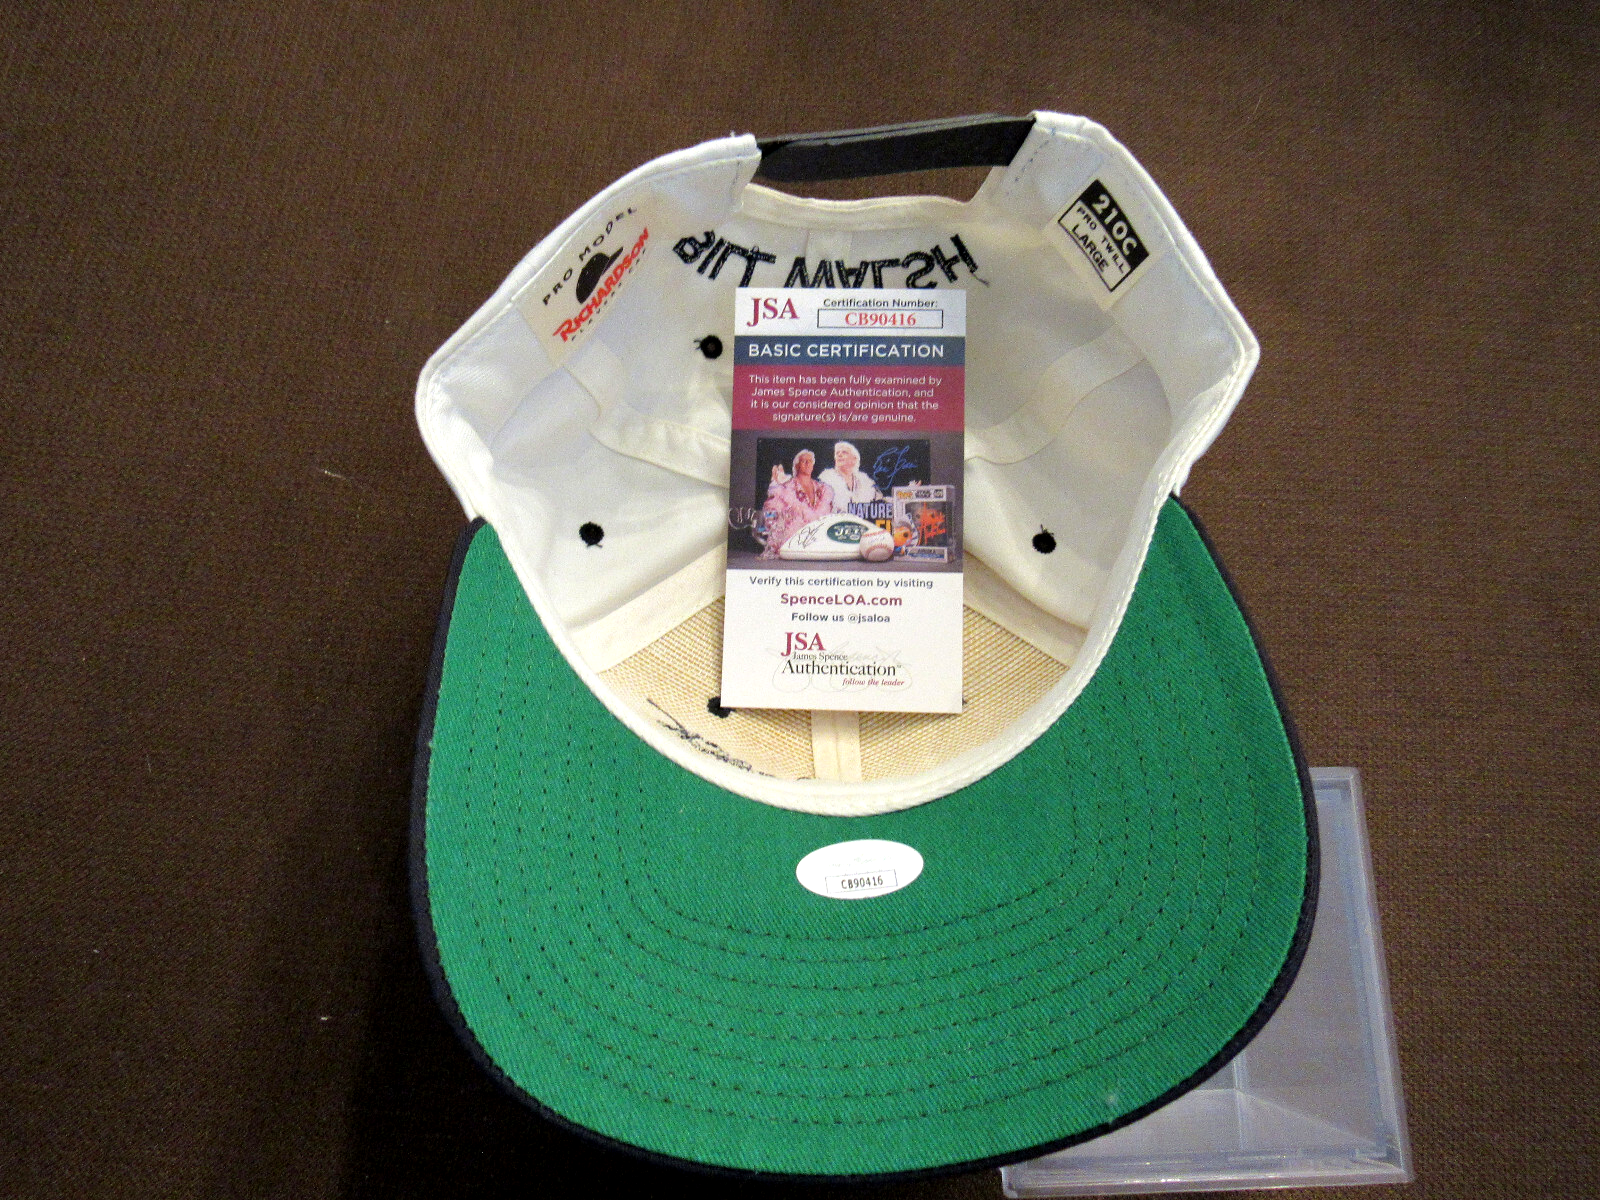 PRO MODEL
RICHARDSON
210C
PRO TWILL
LARGE
BILL WALSH
JSA
Certification Number:
CB90416
BASIC CERTIFICATION
This item has been fully examined by
James Spence Authentication, and
it is our considered opinion that the
signature(s) is/are genuine.
NATURE
JETS
Verify this certification by visiting
SpenceLOA.com
Follow us @jsaloa
JSA
James Spence
Authentication
follow the leader
CB90416